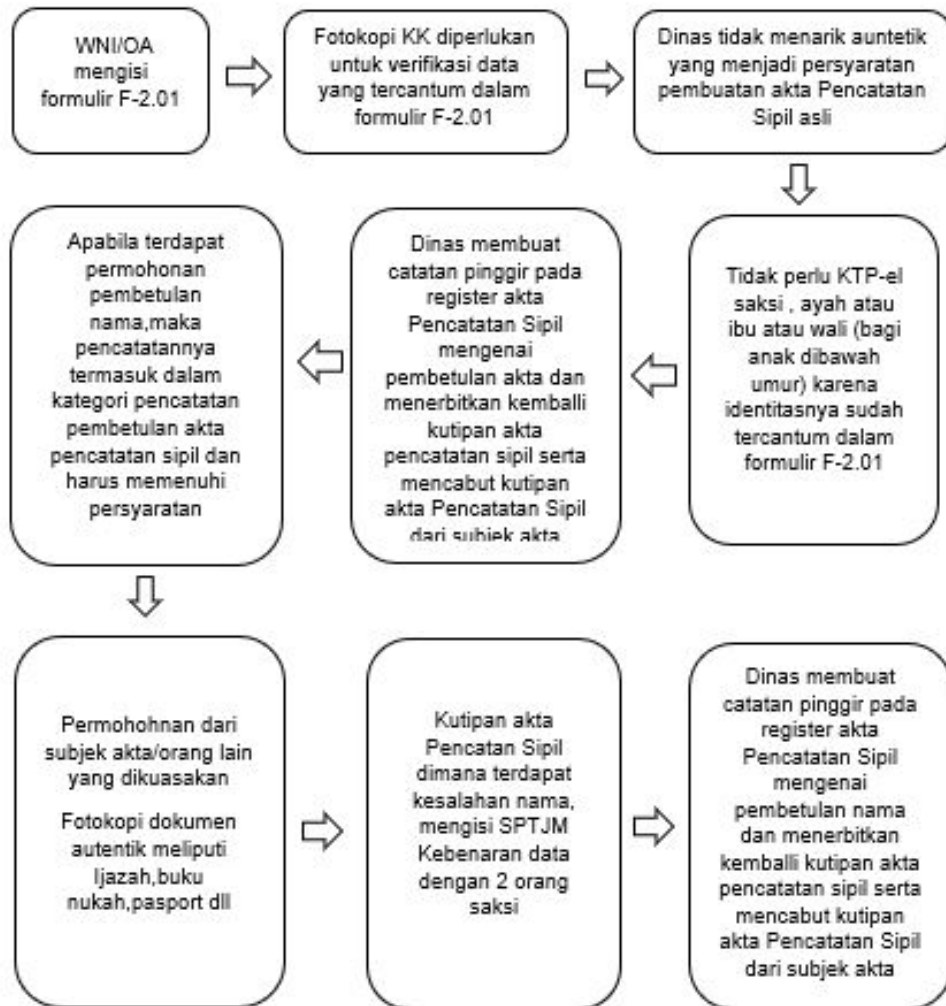 WNI/OA
mengisi
formulir F-2.01
Fotokopi KK diperlukan
untuk verifikasi data
yang tercantum dalam
formulir F-2.01
Dinas tidak menarik auntetik
yang menjadi persyaratan
pembuatan akta Pencatatan
Sipil asli
Tidak perlu KTP-el
saksi , ayah atau
ibu atau wali (bagi
anak dibawah
umur) karena
identitasnya sudah
tercantum dalam
formulir F-2.01
Dinas membuat
catatan pinggir pada
register akta
Pencatatan Sipil
mengenai
pembetulan akta dan
menerbitkan kemballi
kutipan akta
pencatatan sipil serta
mencabut kutipan
akta Pencatatan Sipil
dari subjek akta
Apabila terdapat
permohonan
pembetulan
nama,maka
pencatatannya
termasuk dalam
kategori pencatatan
pembetulan akta
pencatatan sipil dan
harus memenuhi
persyaratan
Permohohnan dari
subjek akta/orang lain
yang dikuasakan
Fotokopi dokumen
autentik meliputi
Ijazah,buku
nukah,pasport dll
Kutipan akta
Pencatan Sipil
dimana terdapat
kesalahan nama,
mengisi SPTJM
Kebenaran data
dengan 2 orang
saksi
Dinas membuat
catatan pinggir pada
register akta
Pencatatan Sipil
mengenai
pembetulan nama
dan menerbitkan
kemballi kutipan akta
pencatatan sipil serta
mencabut kutipan
akta Pencatatan Sipil
dari subjek akta